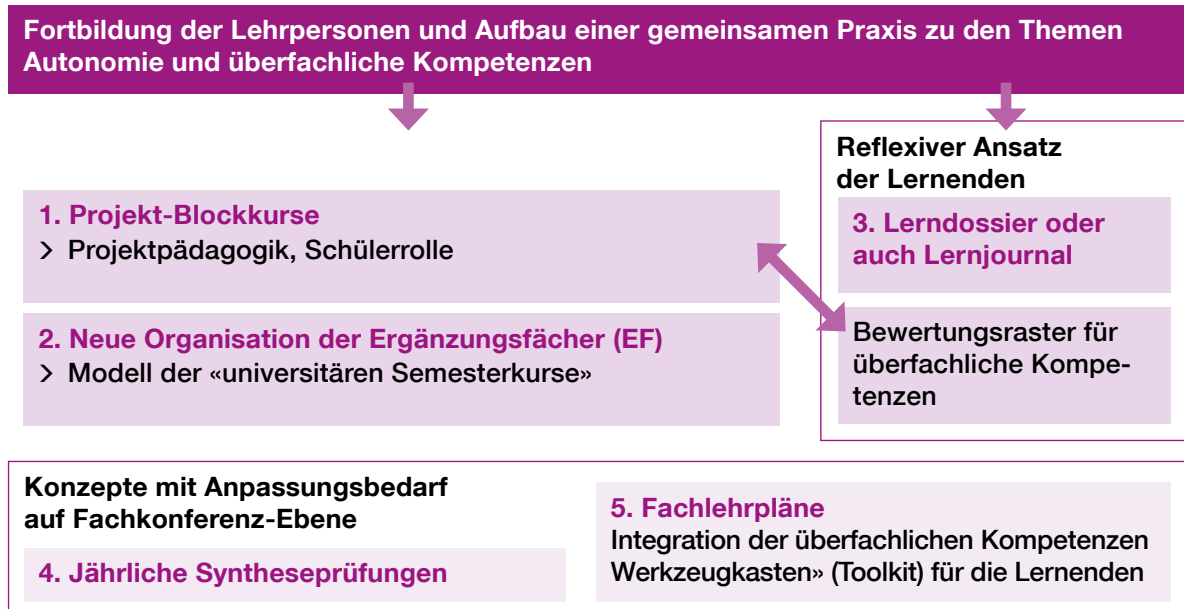 Fortbildung der Lehrpersonen und Aufbau einer gemeinsamen Praxis zu den Themen
Autonomie und überfachliche Kompetenzen
1. Projekt-Blockkurse
> Projektpädagogik, Schülerrolle
2. Neue Organisation der Ergänzungsfächer (EF)
> Modell der «universitären Semesterkurse»
Reflexiver Ansatz
der Lernenden
3. Lerndossier oder
auch Lernjournal
Bewertungsraster für
überfachliche Kompe-
tenzen
Konzepte mit Anpassungsbedarf
auf Fachkonferenz-Ebene
4. Jährliche Syntheseprüfungen
5. Fachlehrpläne
Integration der überfachlichen Kompetenzen
Werkzeugkasten» (Toolkit) für die Lernenden